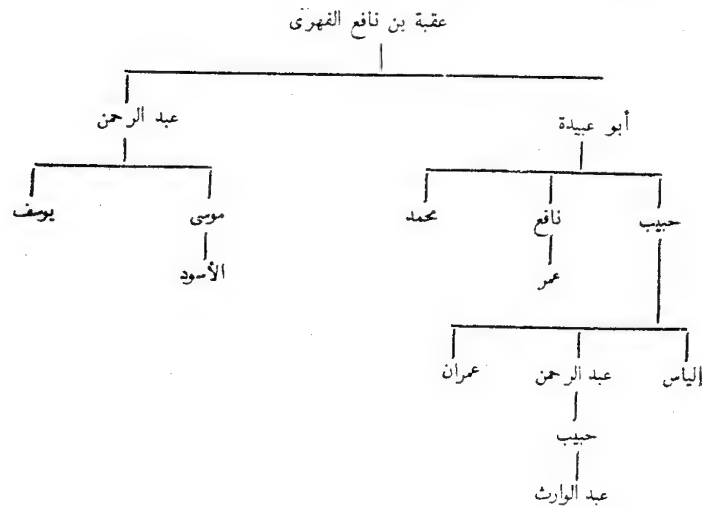 عقبة بن نافع الفهرى
أبو عبيدة
عبد الرحمن
حبيب
نافع
محمد
موسى
يوسف
عمر
الأسود
إلياس
عبد الرحمن
عمران
حبيب
عبد الوارث